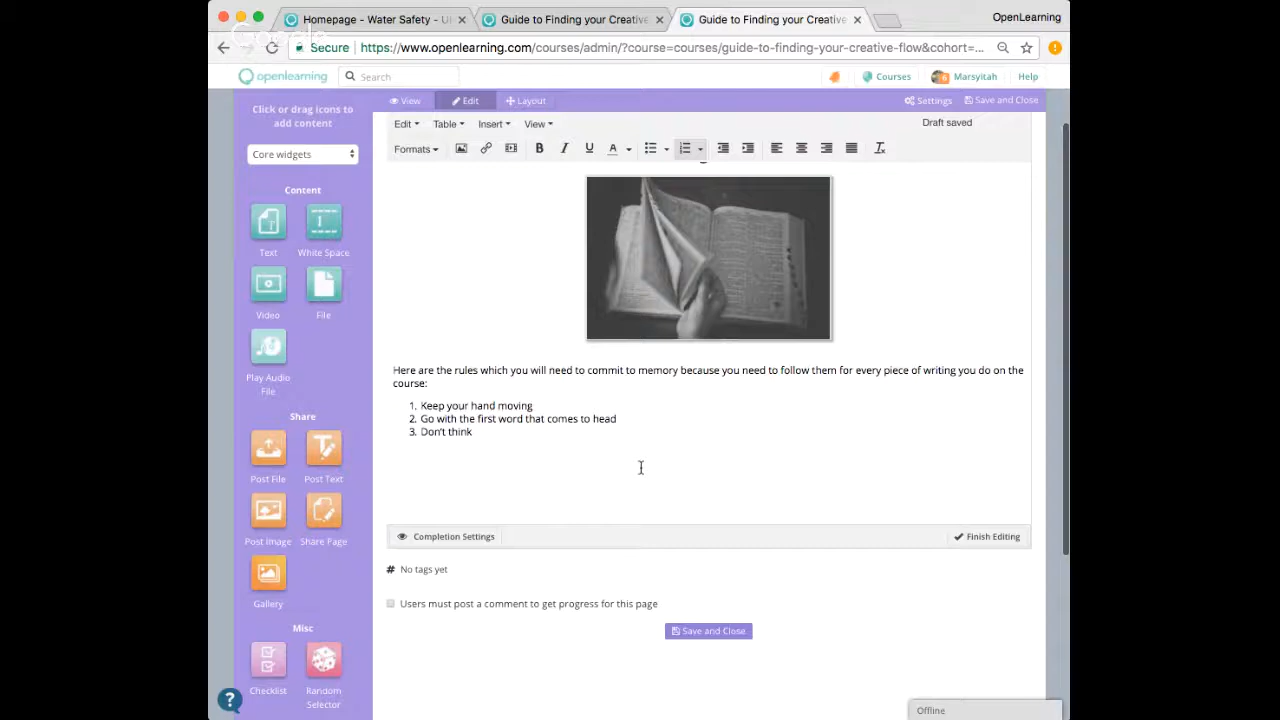 Homepage - Water Safety - U
Guide to Finding your Creative
Guide to Finding your Creative
OpenLearning
Google
Secure
https://www.openlearning.com/courses/admin/?course=courses/guide-to-finding-your-creative-flow&cohort=...
openlearning
Search
Courses
6
Marsyitah
Help
Click or drag icons to
add content
View
Edit
Layout
Settings
Save and Close
Edit
Table
Insert
View
Draft saved
Core widgets
Formats
B
I
U
A
Content
Text
White Space
Video
File
Play Audio
File
Here are the rules which you will need to commit to memory because you need to follow them for every piece of writing you do on the
course:
1. Keep your hand moving
2. Go with the first word that comes to head
3. Don't think
Share
Post File
Post Text
Post Image
Share Page
Gallery
Completion Settings
Finish Editing
# No tags yet
Users must post a comment to get progress for this page
Save and Close
Misc
Checklist
Random
Selector
?
Offline